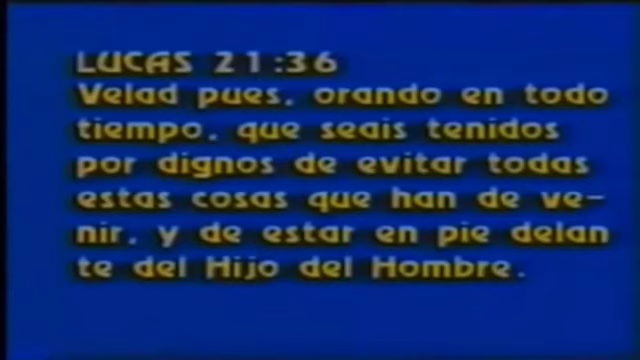 LUCAS 21:36
Velad pues, orando en todo
tiempo, que seais tenidos
por dignos de evitar todas
estas cosas que han de ve-
nir, y de estar en pie delan
te del Hijo del Hombre.